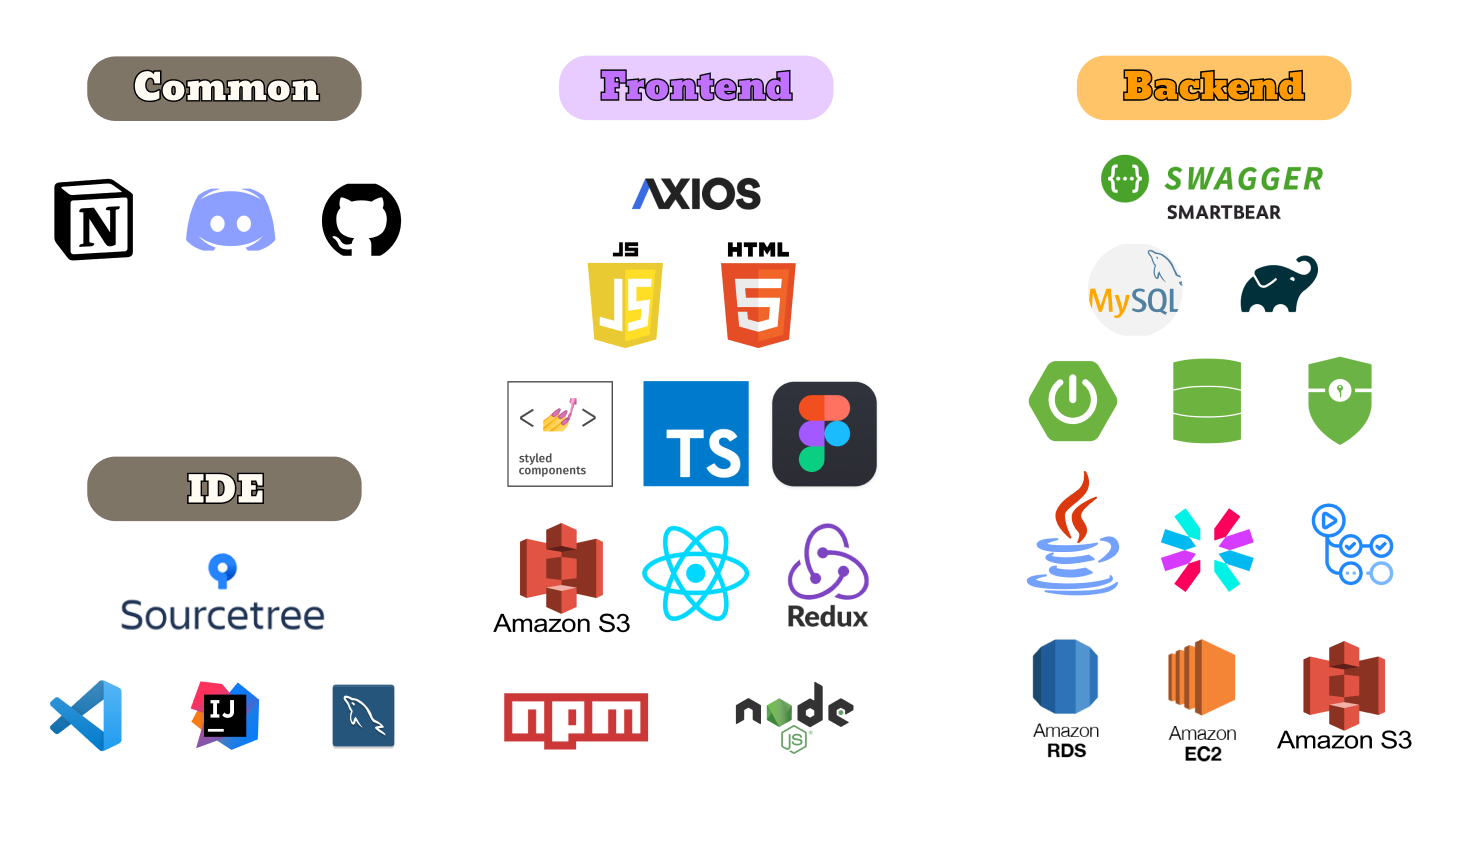 Common
N
IDE
Sourcetree
IJ
Frontend
AXIOS
JS
HTML
JS
5
< >
styled
components
TS
Amazon S3
Redux
npm
node
JS
Backend
{···}
SWAGGER
SMARTBEAR
MySQL
Amazon
RDS
Amazon
EC2
Amazon S3